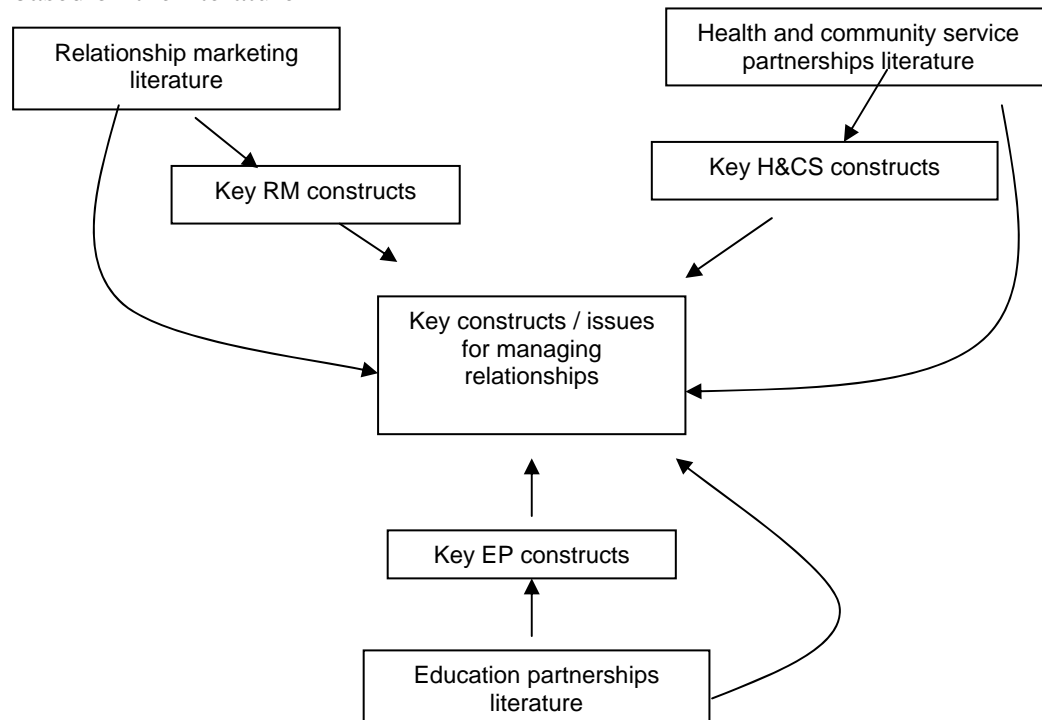 Relationship marketing
literature
Health and community service
partnerships literature
Key RM constructs
Key H&CS constructs
Key constructs / issues
for managing
relationships
Key EP constructs
Education partnerships
literature